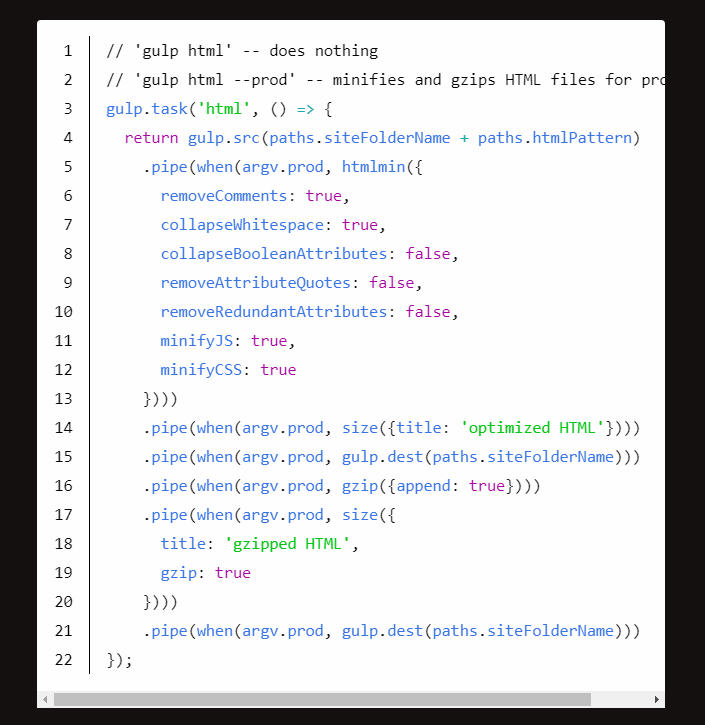 1 // 'gulp html' -- does nothing
2 // 'gulp html --prod' -- minifies and gzips HTML files for
3 gulp.task('html', () => {
4 return gulp.src(paths.siteFolderName + paths.htmlPattern)
5 .pipe(when(argv.prod, htmlmin({
6 removeComments: true,
7 collapseWhitespace: true,
8 collapseBooleanAttributes: false,
9 removeAttributeQuotes: false,
10 removeRedundantAttributes: false,
11 minifyJS: true,
12 minifyCSS: true
13 })))
14 .pipe(when(argv.prod, size({title: 'optimized HTML'})))
15 .pipe(when(argv.prod, gulp.dest(paths.siteFolderName)))
16 .pipe(when(argv.prod, gzip({append: true})))
17 .pipe(when(argv.prod, size({
18 title: 'gzipped HTML',
19 gzip: true
20 })))
21 .pipe(when(argv.prod, gulp.dest(paths.siteFolderName)))
22 });